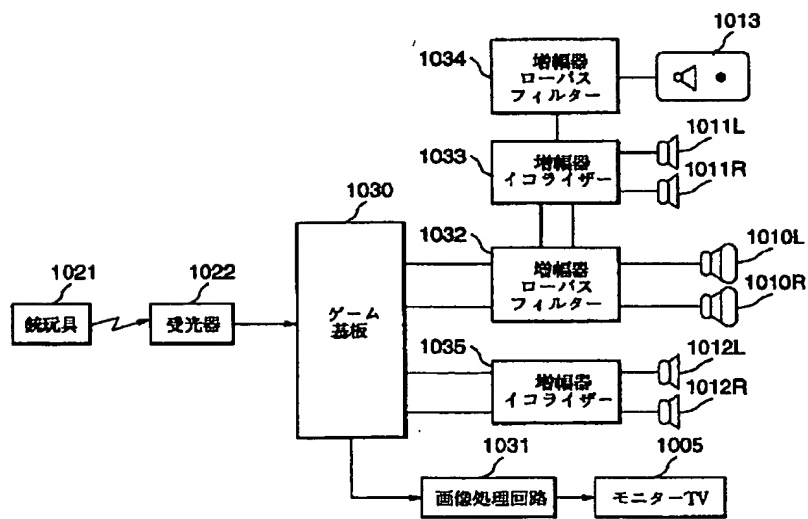 1013
1034
増幅器
ローパス
フィルター
1011L
1033
増幅器
イコライザー
1011R
1030
1032
増幅器
ローパス
フィルター
1010L
1010R
1021
銃玩具
1022
受光器
ゲーム
基板
1035
増幅器
イコライザー
1012L
1012R
1031
画像処理回路
1005
モニターTV